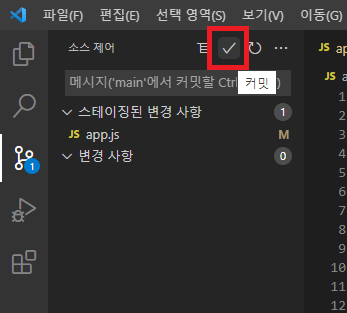 파일(F) 편집(E) 선택 영역(S) 보기(V) 이동(G)
소스 제어
JS ap
메시지('main'에서 커밋할 Ctrl )
커밋
a
스테이징된 변경 사항 1
JS app.js M
변경 사항 0
1
1
2
3
4
5
6
7
8
9
10
11
12
13